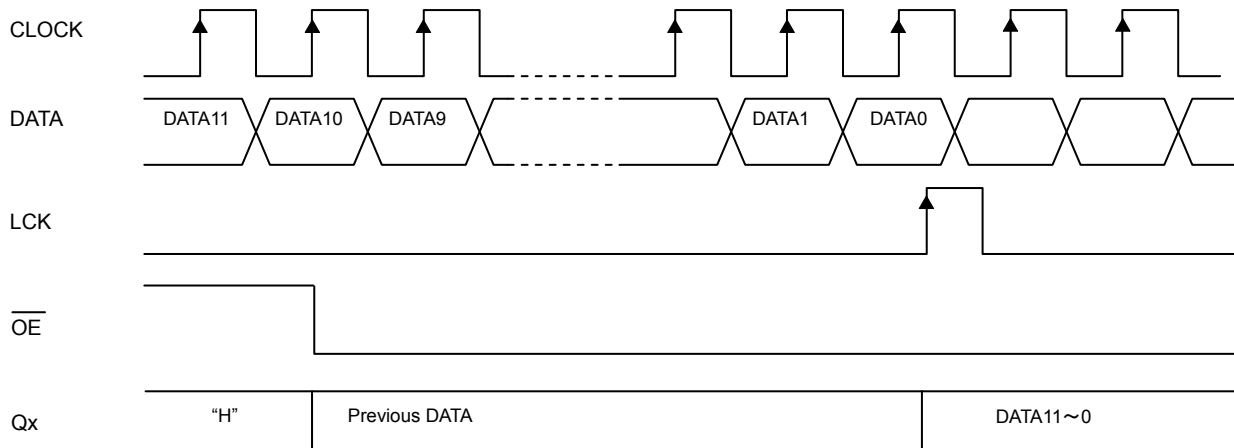 CLOCK
DATA DATA11 DATA10 DATA9 DATA1 DATA0
LCK
OE
Qx “H” Previous DATA DATA11～0